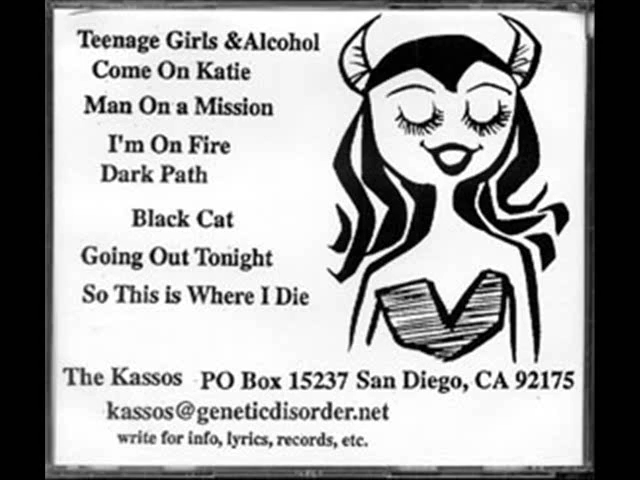 Teenage Girls &Alcohol
Come On Katie
Man On a Mission
I'm On Fire
Dark Path
Black Cat
Going Out Tonight
So This is Where I Die
The Kassos PO Box 15237 San Diego, CA 92175
kassos@geneticdisorder.net
write for info, lyrics, records, etc.